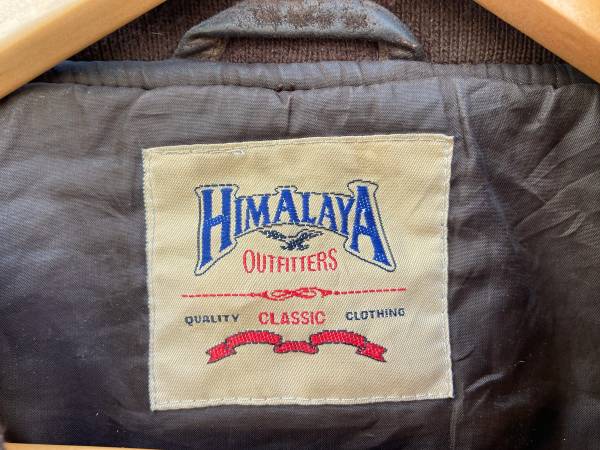 HIMALAYA
OUTFITTERS
QUALITY CLASSIC CLOTHING